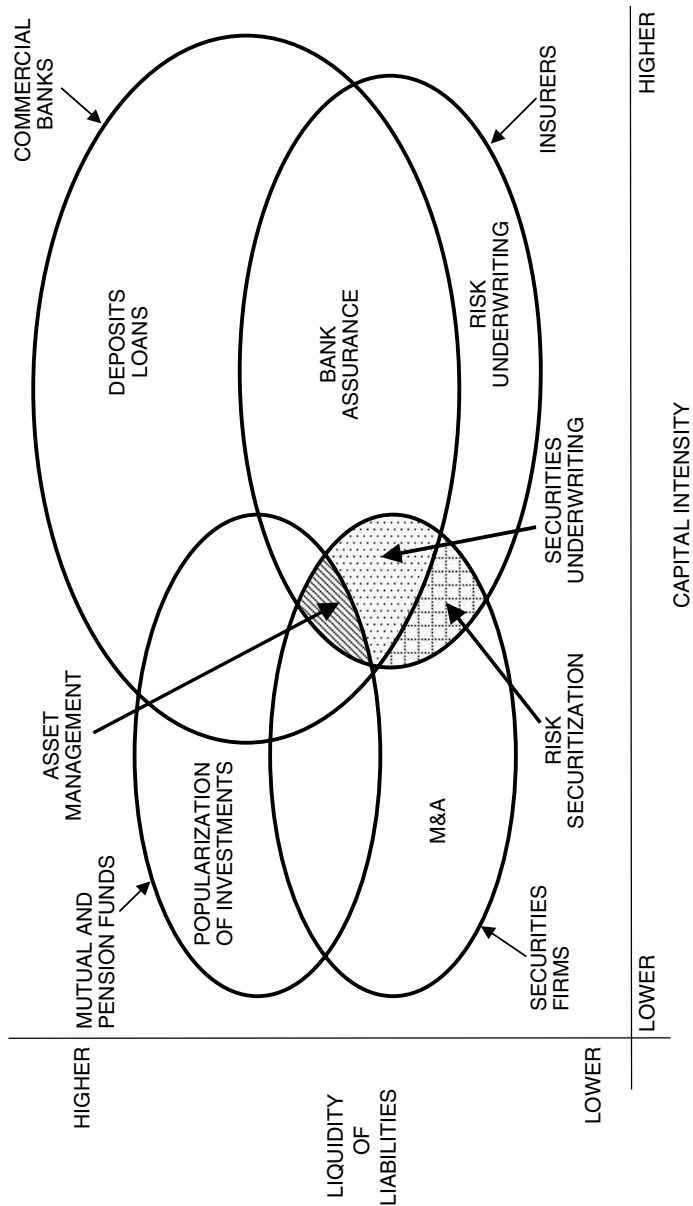 COMMERCIAL
BANKS
MUTUAL AND
PENSION FUNDS
ASSET
MANAGEMENT
DEPOSITS
LOANS
POPULARIZATION
OF INVESTMENTS
BANK
ASSURANCE
M&A
RISK
UNDERWRITING
SECURITIES
FIRMS
RISK
SECURITIZATION
SECURITIES
UNDERWRITING
INSURERS
HIGHER
LIQUIDITY
OF
LIABILITIES
LOWER
LOWER
HIGHER
CAPITAL INTENSITY